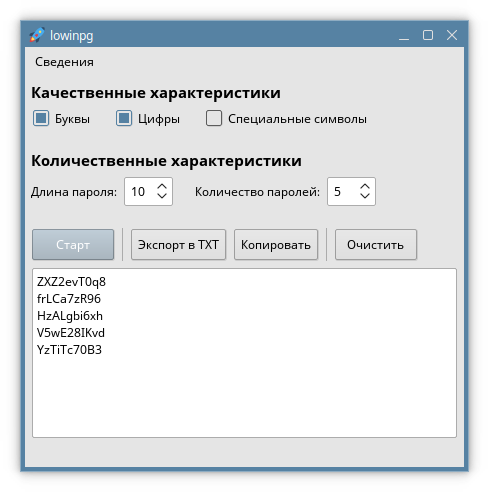 lowinpg
Сведения
Качественные характеристики
Буквы Цифры Специальные символы
Количественные характеристики
Длина пароля: 10 Количество паролей: 5
Старт Экспорт в TXT Копировать Очистить
ZXZ2evT0q8
frLCa7zR96
HzALgbi6xh
V5wE28IKvd
YzTiTc70B3